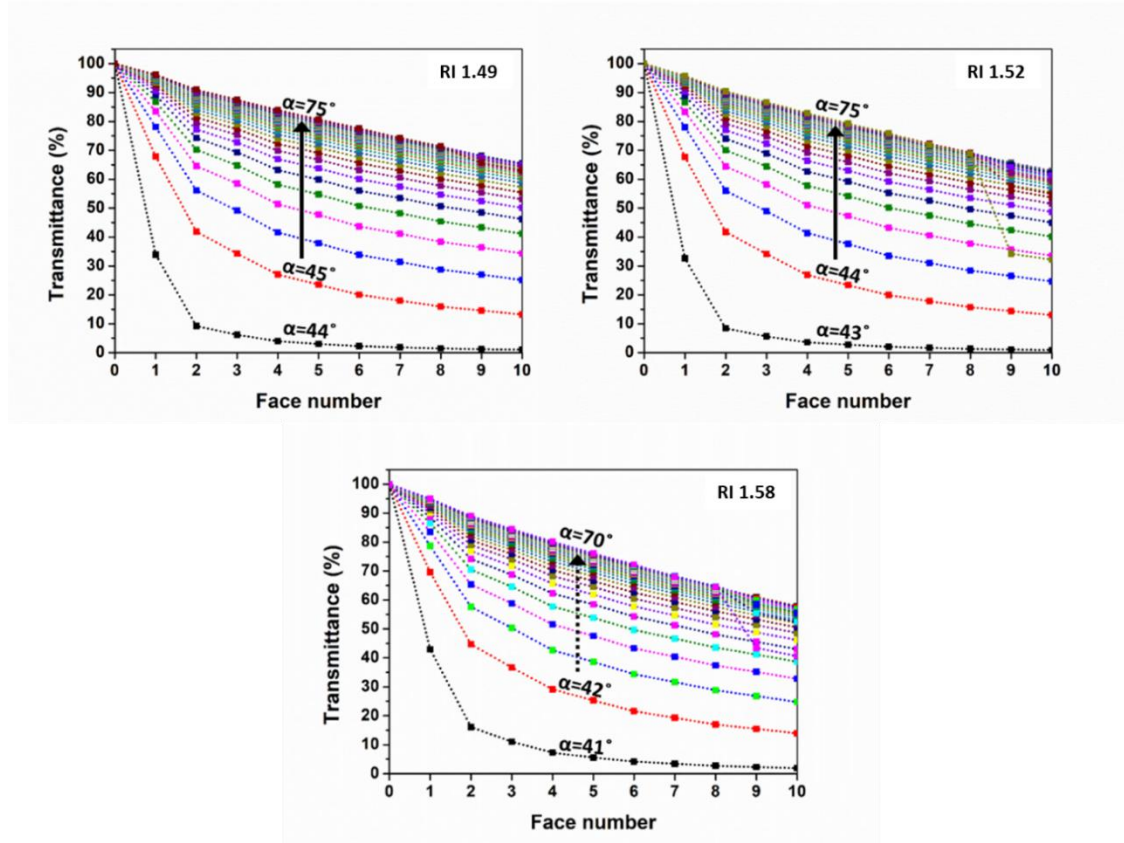 RI 1.49
Transmittance (%)
100
90
80
70
60
50
40
30
20
10
0
α=75°
α=45°
α=44°
0 1 2 3 4 5 6 7 8 9 10
Face number
RI 1.52
Transmittance (%)
100
90
80
70
60
50
40
30
20
10
0
α=75°
α=44°
α=43°
0 1 2 3 4 5 6 7 8 9 10
Face number
RI 1.58
Transmittance (%)
100
90
80
70
60
50
40
30
20
10
0
α=70°
α=42°
α=41°
0 1 2 3 4 5 6 7 8 9 10
Face number